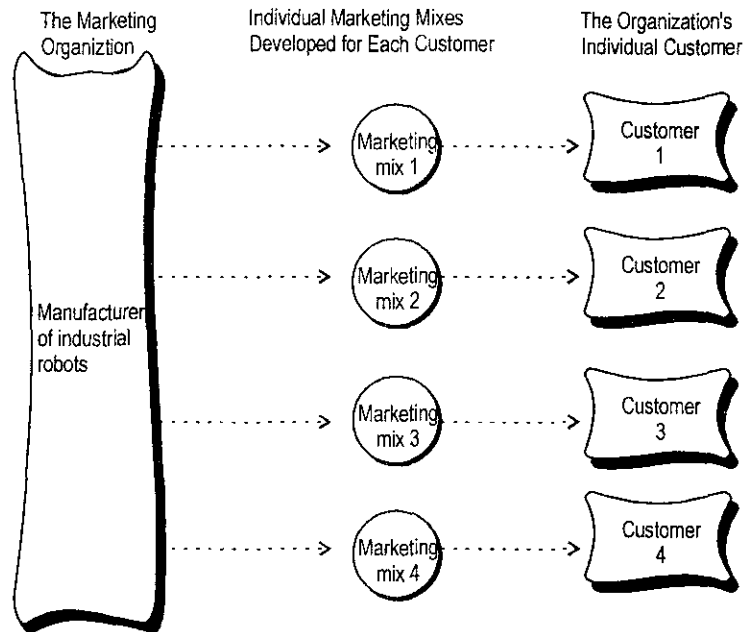 The Marketing
Organiztion
Individual Marketing Mixes
Developed for Each Customer
The Organization's
Individual Customer
Manufacturer
of industrial
robots
Marketing
mix 1
Customer
1
Marketing
mix 2
Customer
2
Marketing
mix 3
Customer
3
Marketing
mix 4
Customer
4